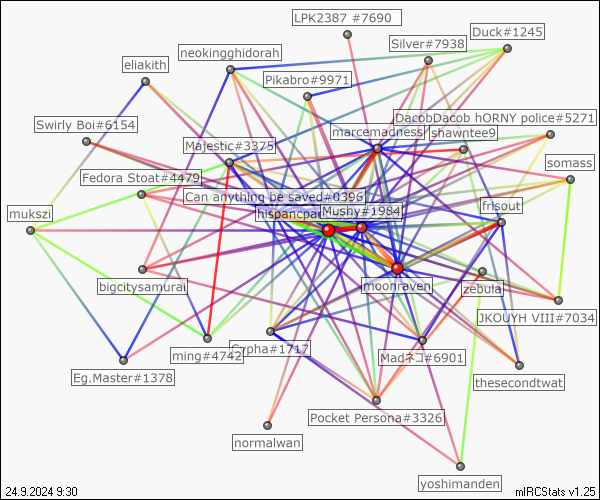 LPK2387 #7690
Duck#1245
Silver#7938
neokingghidorah
eliakith
Pikabro#9971
DacobDacob hORNY police#5271
Swirly Boi#6154
marcemadness
shawntee9
Majestic#3375
somass
Fedora Stoat#4479
Can anything be saved#0396
frisout
mukszi
hispancpa
Mushy#1984
moonraven
zebula
bigcitysamurai
JKOUYH VIII#7034
Cypha#1717
ming#4742
Madネコ#6901
Eg.Master#1378
thesecondtwat
Pocket Persona#3326
normalwan
yoshimanden
24.9.2024 9:30
mIRCStats v1.25